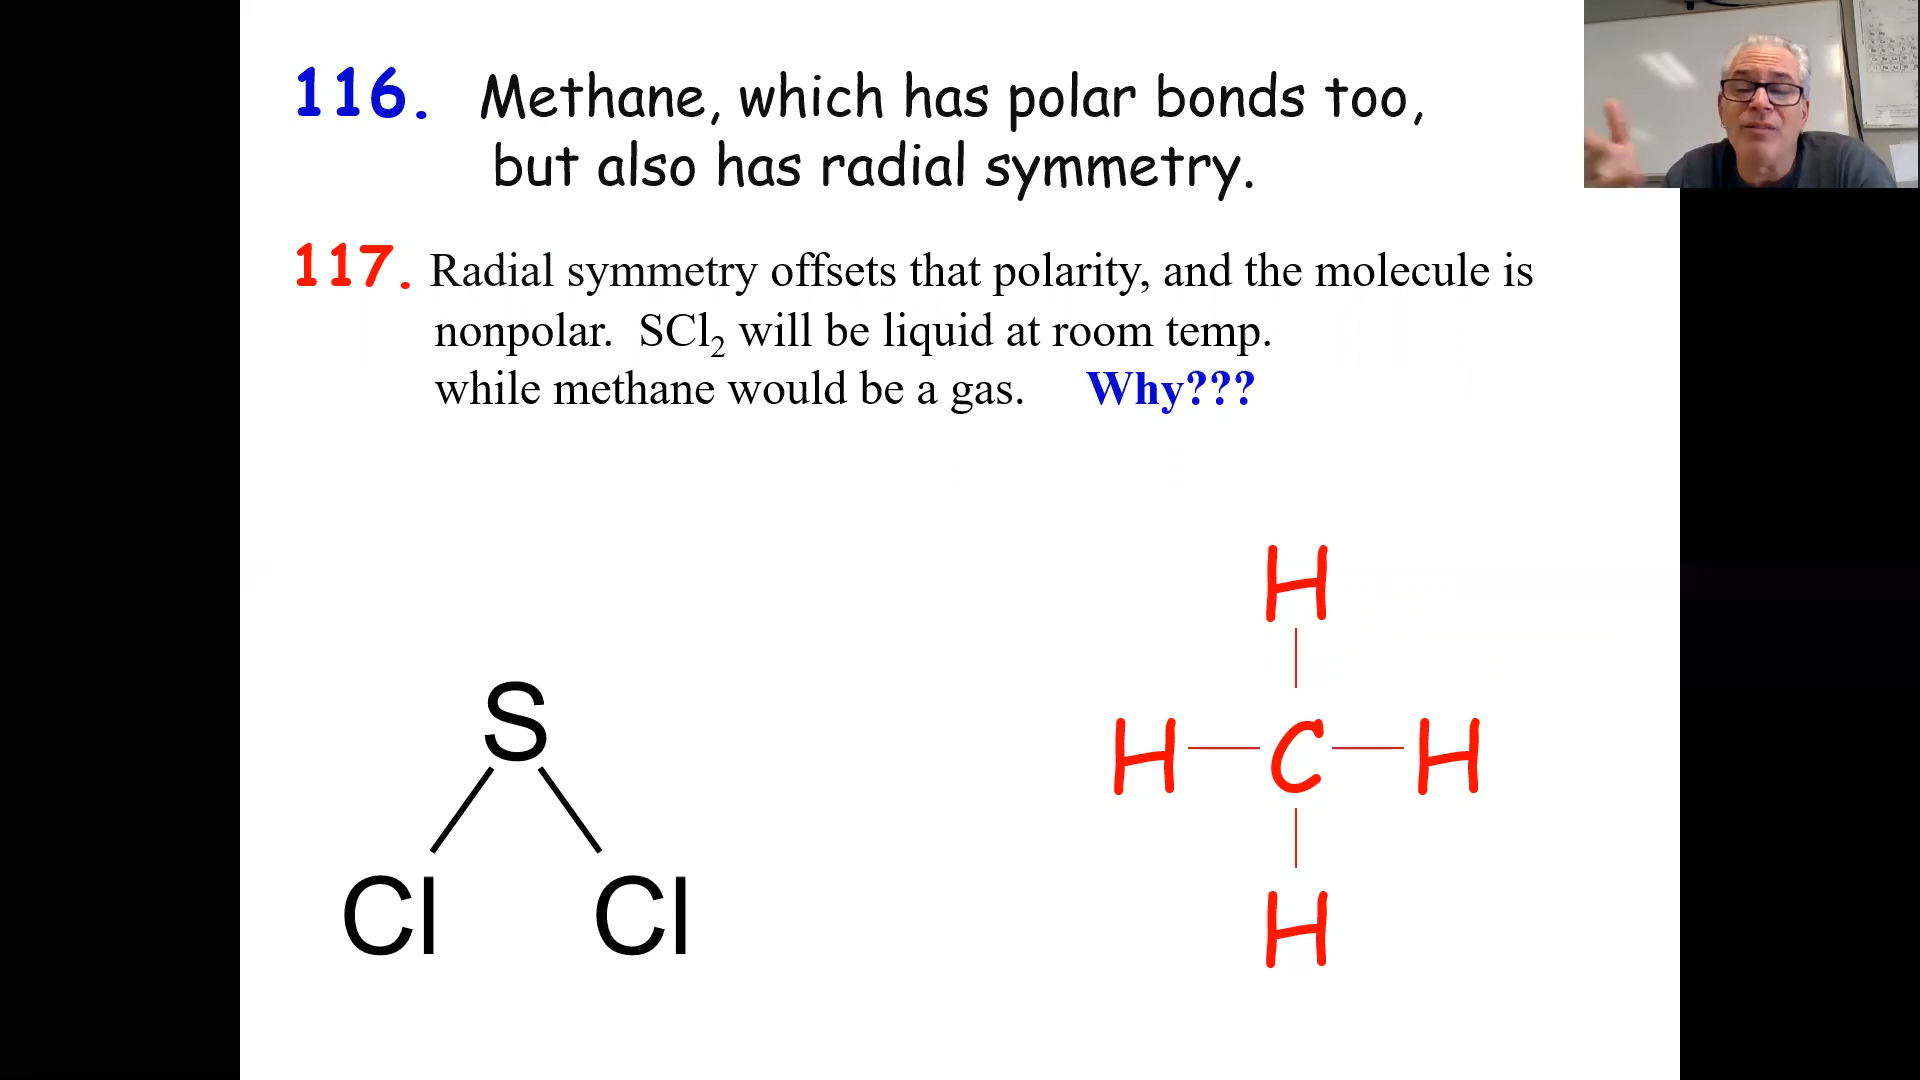 116. Methane, which has polar bonds too,
but also has radial symmetry.
117. Radial symmetry offsets that polarity, and the molecule is
nonpolar. SCl₂ will be liquid at room temp.
while methane would be a gas. Why???
H
S
H C H
Cl Cl
H